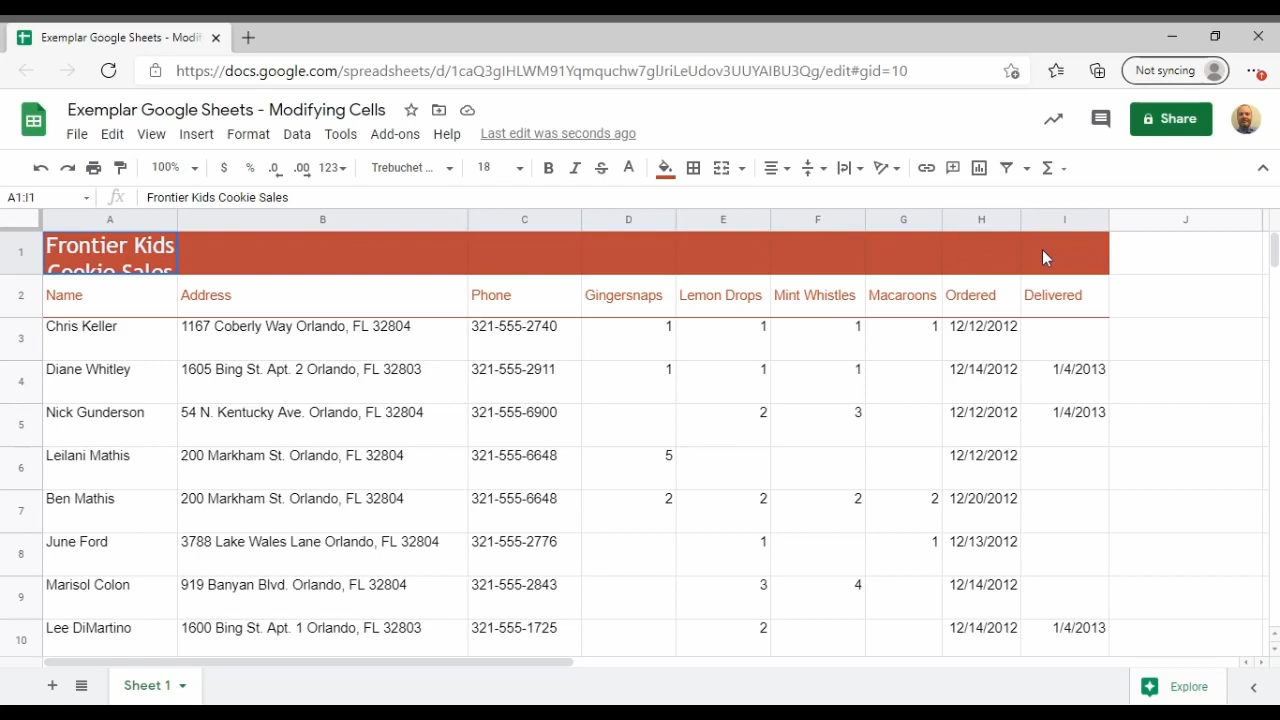 Exemplar Google Sheets - Modif
https://docs.google.com/spreadsheets/d/1caQ3gIIdLWM91Yqmquchw7glJriLeUdov3UUYAIBU3Qg/edit#gid=10
Not syncing
Exemplar Google Sheets - Modifying Cells
File Edit View Insert Format Data Tools Add-ons Help Last edit was seconds ago
Share
100% $ % .0 .00 123 Trebuchet ... 18 B I S A
A1:I1 fx Frontier Kids Cookie Sales
A B C D E F G H I J
1 Frontier Kids
Cookie Sales
2 Name Address Phone Gingersnaps Lemon Drops Mint Whistles Macaroons Ordered Delivered
3 Chris Keller 1167 Coberly Way Orlando, FL 32804 321-555-2740 1 1 1 1 12/12/2012
4 Diane Whitley 1605 Bing St. Apt. 2 Orlando, FL 32803 321-555-2911 1 1 1 12/14/2012 1/4/2013
5 Nick Gunderson 54 N. Kentucky Ave. Orlando, FL 32804 321-555-6900 2 3 12/12/2012 1/4/2013
6 Leilani Mathis 200 Markham St. Orlando, FL 32804 321-555-6648 5 12/12/2012
7 Ben Mathis 200 Markham St. Orlando, FL 32804 321-555-6648 2 2 2 2 12/20/2012
8 June Ford 3788 Lake Wales Lane Orlando, FL 32804 321-555-2776 1 1 12/13/2012
9 Marisol Colon 919 Banyan Blvd. Orlando, FL 32804 321-555-2843 3 4 12/14/2012
10 Lee DiMartino 1600 Bing St. Apt. 1 Orlando, FL 32803 321-555-1725 2 12/14/2012 1/4/2013
Sheet 1 Explore